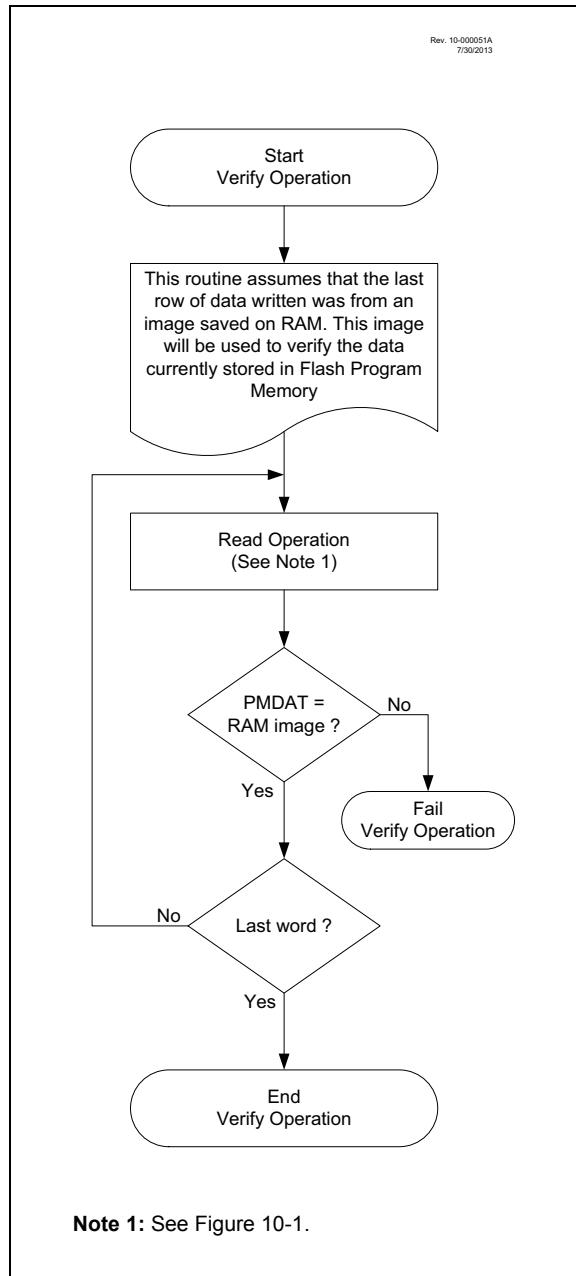 Rev. 10-000051A
7/30/2013
Start
Verify Operation
This routine assumes that the last
row of data written was from an
image saved on RAM. This image
will be used to verify the data
currently stored in Flash Program
Memory
Read Operation
(See Note 1)
PMDAT =
RAM image ?
No
Yes
Fail
Verify Operation
Last word ?
No
Yes
End
Verify Operation
Note 1: See Figure 10-1.